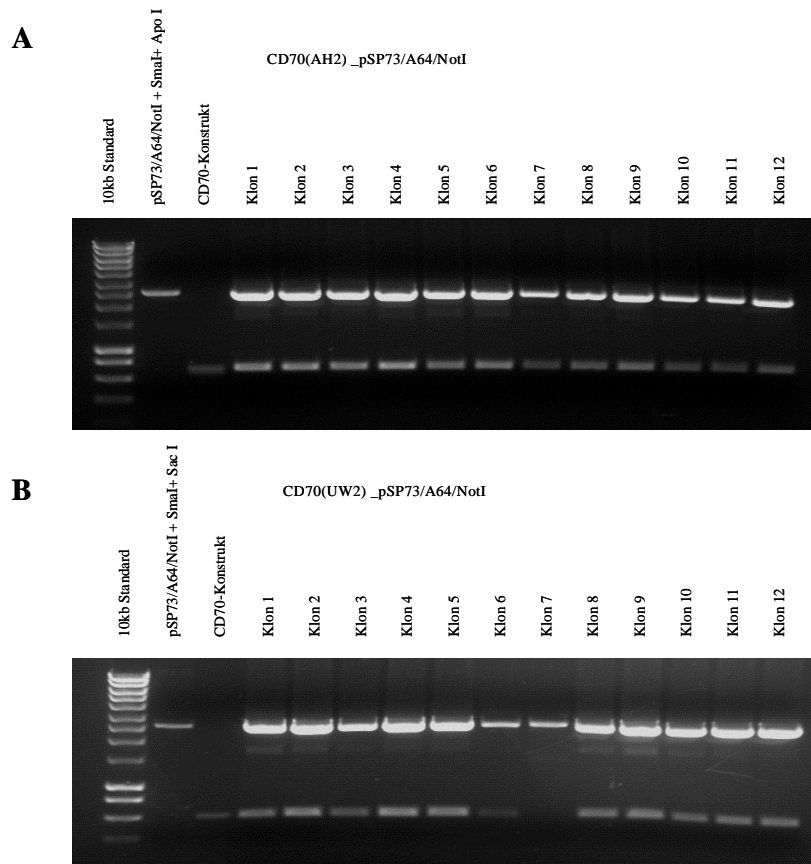 A
10kb Standard
pSP73/A64/NotI + SmaI+ Apo I
CD70-Konstrukt
CD70(AH2) _pSP73/A64/NotI
Klon 1
Klon 2
Klon 3
Klon 4
Klon 5
Klon 6
Klon 7
Klon 8
Klon 9
Klon 10
Klon 11
Klon 12
B
10kb Standard
pSP73/A64/NotI + SmaI+ Sac I
CD70-Konstrukt
CD70(UW2) _pSP73/A64/NotI
Klon 1
Klon 2
Klon 3
Klon 4
Klon 5
Klon 6
Klon 7
Klon 8
Klon 9
Klon 10
Klon 11
Klon 12